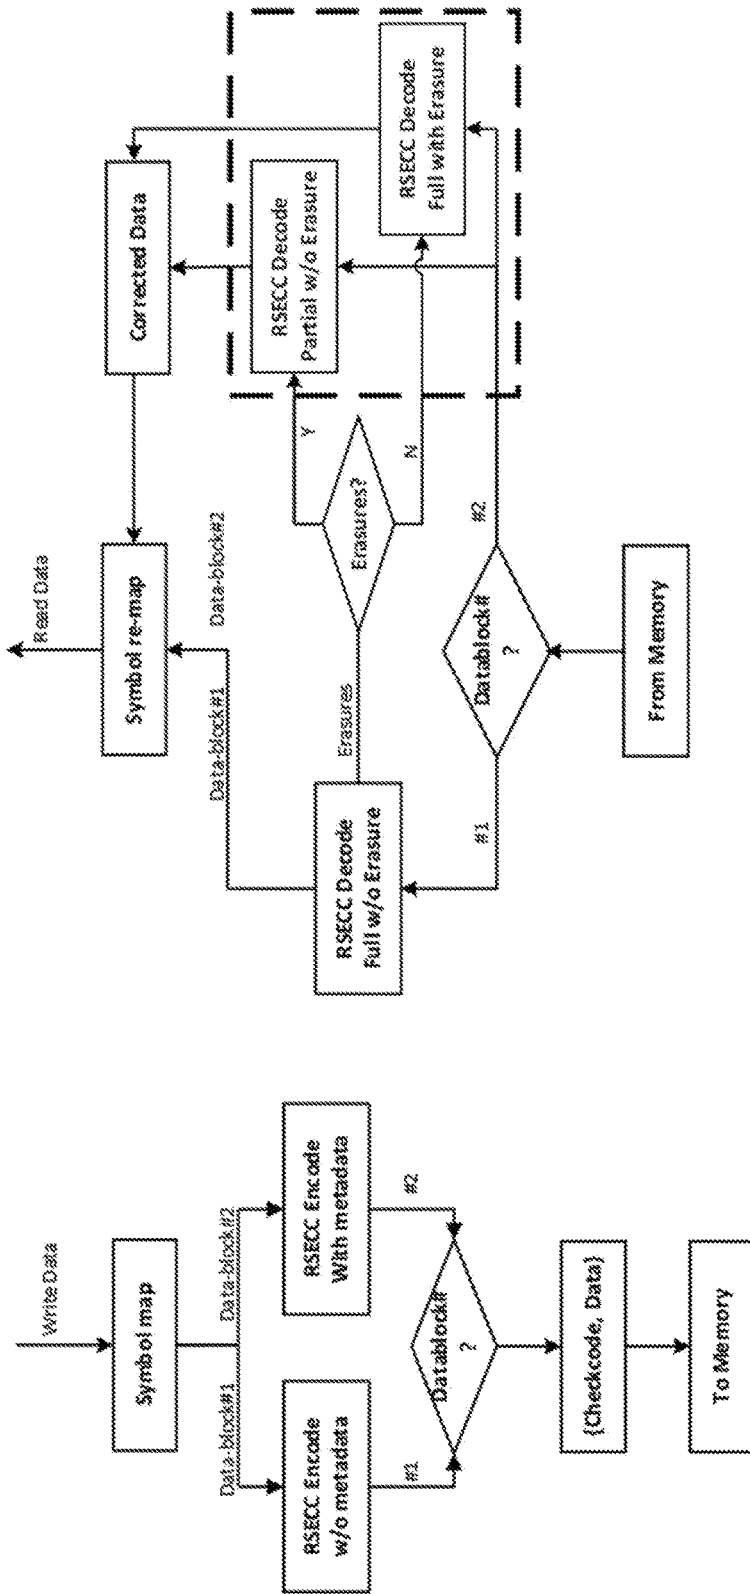 Write Data
Symbol map
Data-block#1
Data-block#2
RSECC Encode
w/o metadata
RSECC Encode
With metadata
#1
#2
Datablock#
?
{Checkcode, Data}
To Memory
Read Data
Symbol re-map
Corrected Data
Data-block#1
Data-block#2
RSECC Decode
Full w/o Erasure
Erasures
Erasures?
Y
N
RSECC Decode
Partial w/o Erasure
RSECC Decode
Full with Erasure
#1
#2
Datablock#
?
From Memory